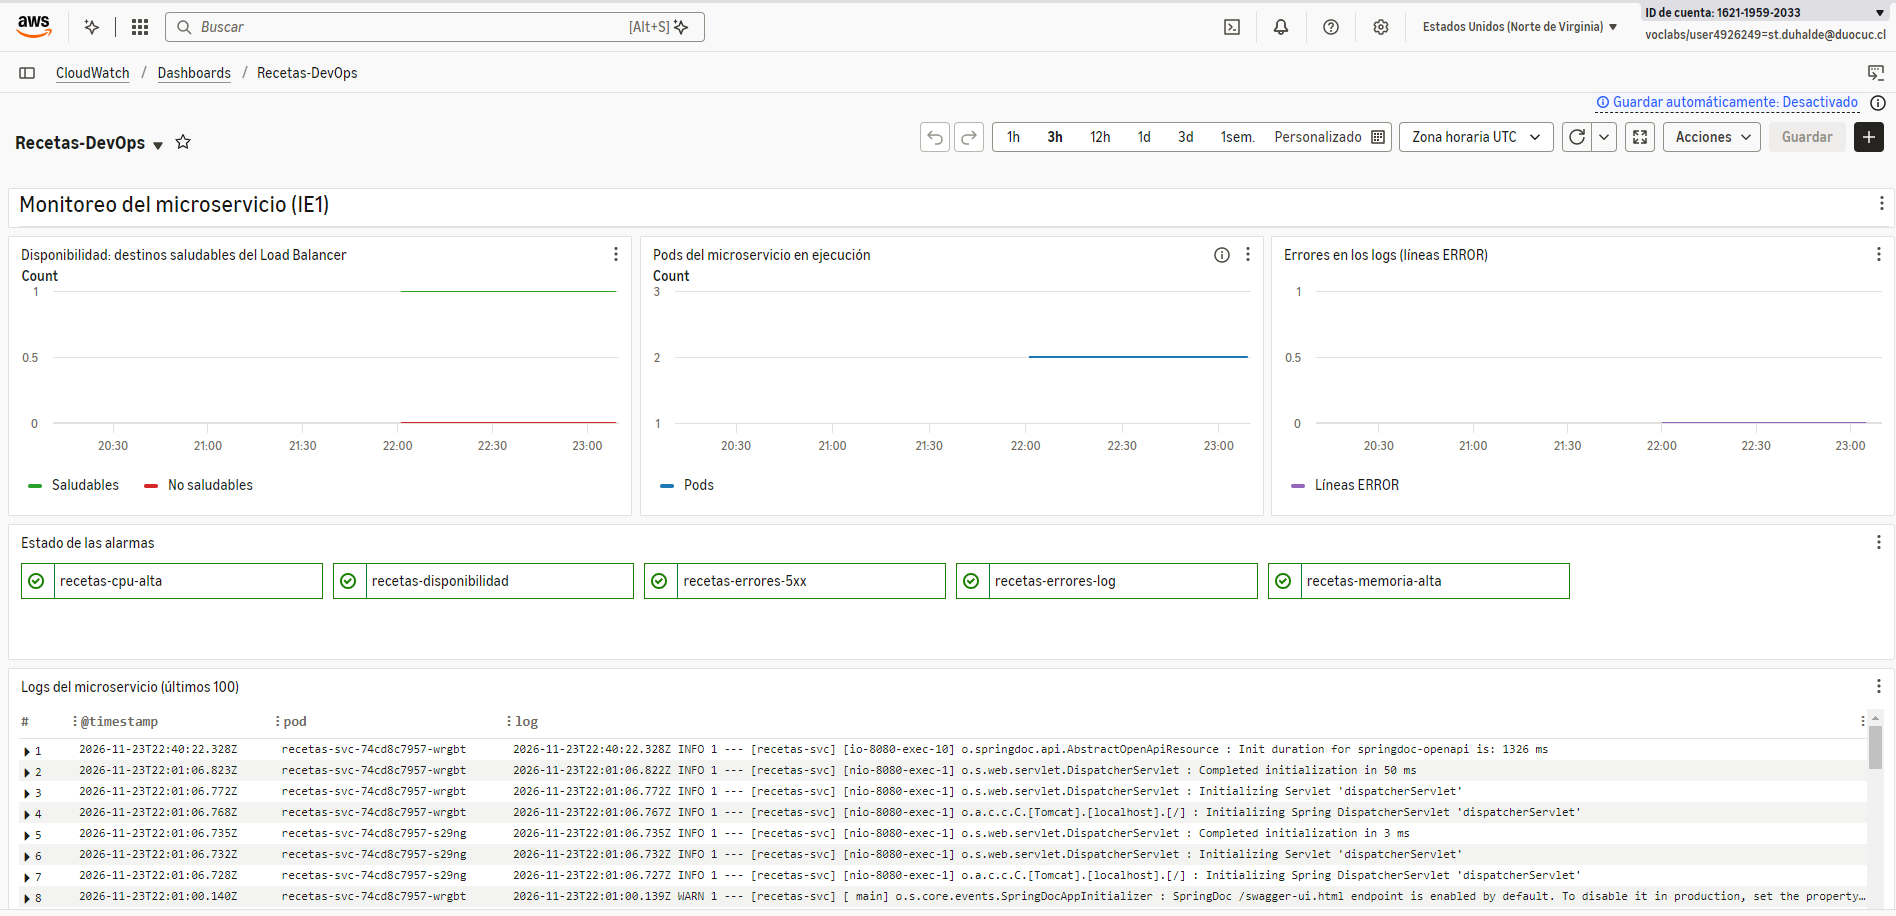 aws
Buscar
[Alt+S]
Estados Unidos (Norte de Virginia)
ID de cuenta: 1621-1959-2033
voclabs/user4926249=st.duhalde@duocuc.cl
CloudWatch / Dashboards / Recetas-DevOps
Guardar automáticamente: Desactivado
Recetas-DevOps
1h 3h 12h 1d 3d 1sem. Personalizado
Zona horaria UTC
Acciones
Guardar
Monitoreo del microservicio (IE1)
Disponibilidad: destinos saludables del Load Balancer
Count
1
0.5
0
20:30 21:00 21:30 22:00 22:30 23:00
Saludables No saludables
Pods del microservicio en ejecución
Count
3
2
1
20:30 21:00 21:30 22:00 22:30 23:00
Pods
Errores en los logs (líneas ERROR)
1
0.5
0
20:30 21:00 21:30 22:00 22:30 23:00
Líneas ERROR
Estado de las alarmas
recetas-cpu-alta
recetas-disponibilidad
recetas-errores-5xx
recetas-errores-log
recetas-memoria-alta
Logs del microservicio (últimos 100)
# @timestamp pod log
1 2026-11-23T22:40:22.328Z recetas-svc-74cd8c7957-wrgbt 2026-11-23T22:40:22.328Z INFO 1 --- [recetas-svc] [io-8080-exec-10] o.springdoc.api.AbstractOpenApiResource : Init duration for springdoc-openapi is: 1326 ms
2 2026-11-23T22:01:06.823Z recetas-svc-74cd8c7957-wrgbt 2026-11-23T22:01:06.822Z INFO 1 --- [recetas-svc] [nio-8080-exec-1] o.s.web.servlet.DispatcherServlet : Completed initialization in 50 ms
3 2026-11-23T22:01:06.772Z recetas-svc-74cd8c7957-wrgbt 2026-11-23T22:01:06.772Z INFO 1 --- [recetas-svc] [nio-8080-exec-1] o.s.web.servlet.DispatcherServlet : Initializing Servlet 'dispatcherServlet'
4 2026-11-23T22:01:06.768Z recetas-svc-74cd8c7957-wrgbt 2026-11-23T22:01:06.767Z INFO 1 --- [recetas-svc] [nio-8080-exec-1] o.a.c.c.C.[Tomcat].[localhost].[/] : Initializing Spring DispatcherServlet 'dispatcherServlet'
5 2026-11-23T22:01:06.735Z recetas-svc-74cd8c7957-s29ng 2026-11-23T22:01:06.735Z INFO 1 --- [recetas-svc] [nio-8080-exec-1] o.s.web.servlet.DispatcherServlet : Completed initialization in 3 ms
6 2026-11-23T22:01:06.732Z recetas-svc-74cd8c7957-s29ng 2026-11-23T22:01:06.732Z INFO 1 --- [recetas-svc] [nio-8080-exec-1] o.s.web.servlet.DispatcherServlet : Initializing Servlet 'dispatcherServlet'
7 2026-11-23T22:01:06.728Z recetas-svc-74cd8c7957-s29ng 2026-11-23T22:01:06.727Z INFO 1 --- [recetas-svc] [nio-8080-exec-1] o.a.c.c.C.[Tomcat].[localhost].[/] : Initializing Spring DispatcherServlet 'dispatcherServlet'
8 2026-11-23T22:01:00.140Z recetas-svc-74cd8c7957-wrgbt 2026-11-23T22:01:00.139Z WARN 1 --- [recetas-svc] [ main] o.s.core.events.SpringDocAppInitializer : SpringDoc /swagger-ui.html endpoint is enabled by default. To disable it in production, set the property…